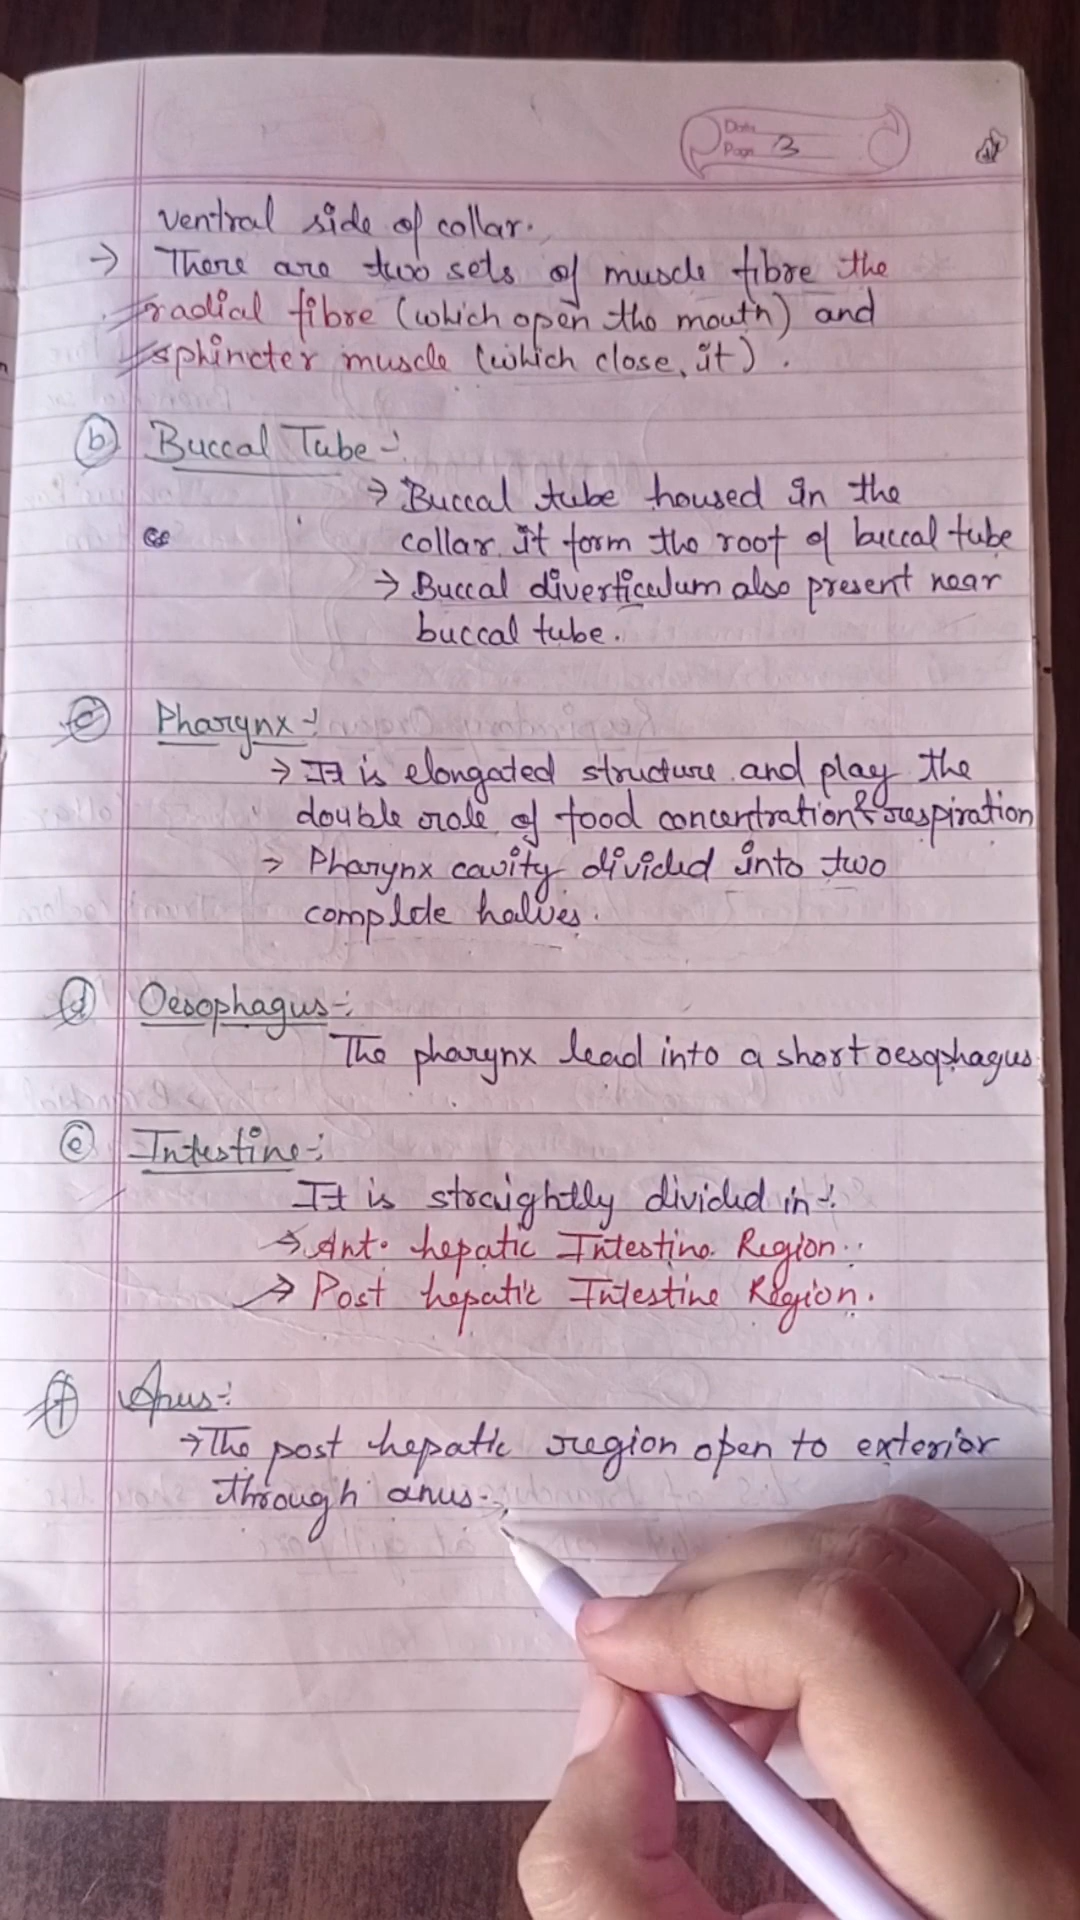 Date
Page 3
ventral side of collar.
→ There are two sets of muscle fibre the
radial fibre (which open the mouth) and
sphincter muscle (which close it).
(b) Buccal Tube :-
→ Buccal tube housed in the
collar it form the root of buccal tube
→ Buccal diverticulum also present near
buccal tube.
(c) Pharynx :-
→ It is elongated structure and play the
double role of food concentration & respiration
→ Pharynx cavity divided into two
complde halves.
(d) Oesophagus :-
The pharynx lead into a short oesophagus
(e) Intestine :-
It is straightly divided in :-
→ Ant. hepatic Intestine Region.
→ Post hepatic Intestine Region.
(f) Anus :-
→ The post hepatic region open to exterior
through anus.